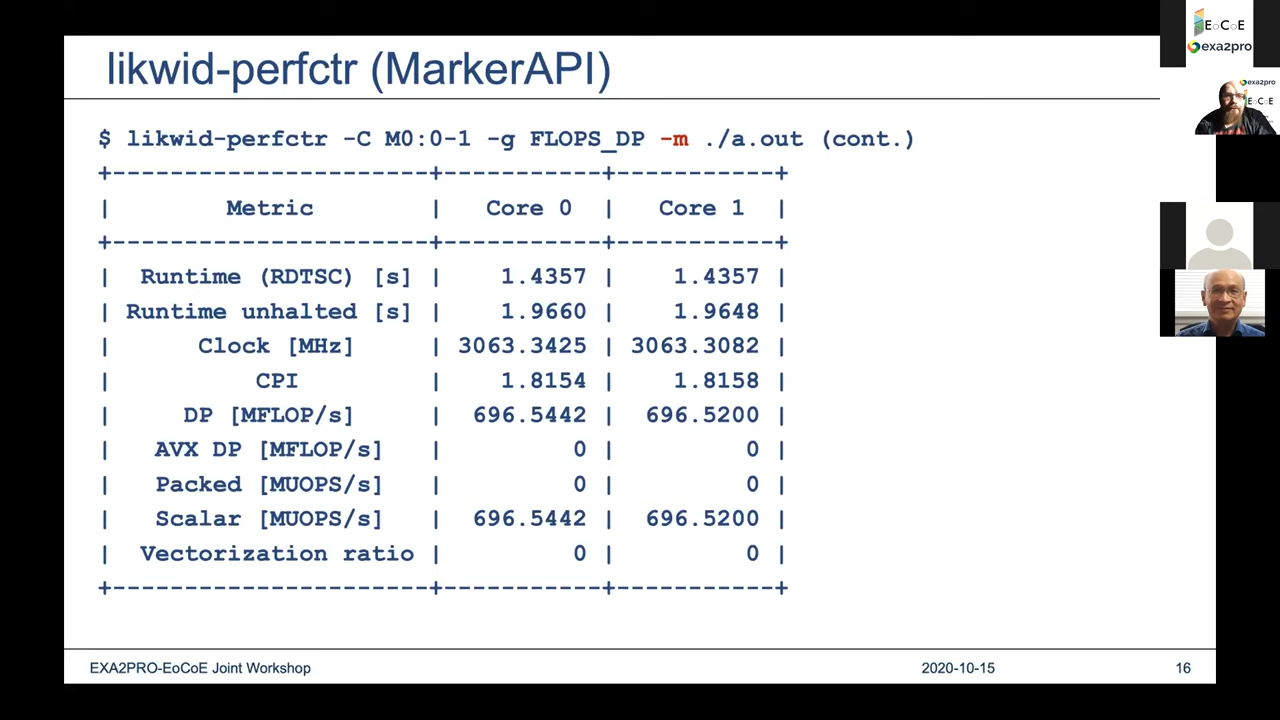 likwid-perfctr (MarkerAPI)
$ likwid-perfctr -C M0:0-1 -g FLOPS_DP -m ./a.out (cont.)
+----------------------+-----------+-----------+
| Metric | Core 0 | Core 1 |
+----------------------+-----------+-----------+
| Runtime (RDTSC) [s] | 1.4357 | 1.4357 |
| Runtime unhalted [s] | 1.9660 | 1.9648 |
| Clock [MHz] | 3063.3425 | 3063.3082 |
| CPI | 1.8154 | 1.8158 |
| DP [MFLOP/s] | 696.5442 | 696.5200 |
| AVX DP [MFLOP/s] | 0 | 0 |
| Packed [MUOPS/s] | 0 | 0 |
| Scalar [MUOPS/s] | 696.5442 | 696.5200 |
| Vectorization ratio | 0 | 0 |
+----------------------+-----------+-----------+
EXA2PRO-EoCoE Joint Workshop
2020-10-15
16
EoCoE
exa2pro
exa2pro
EoCoE